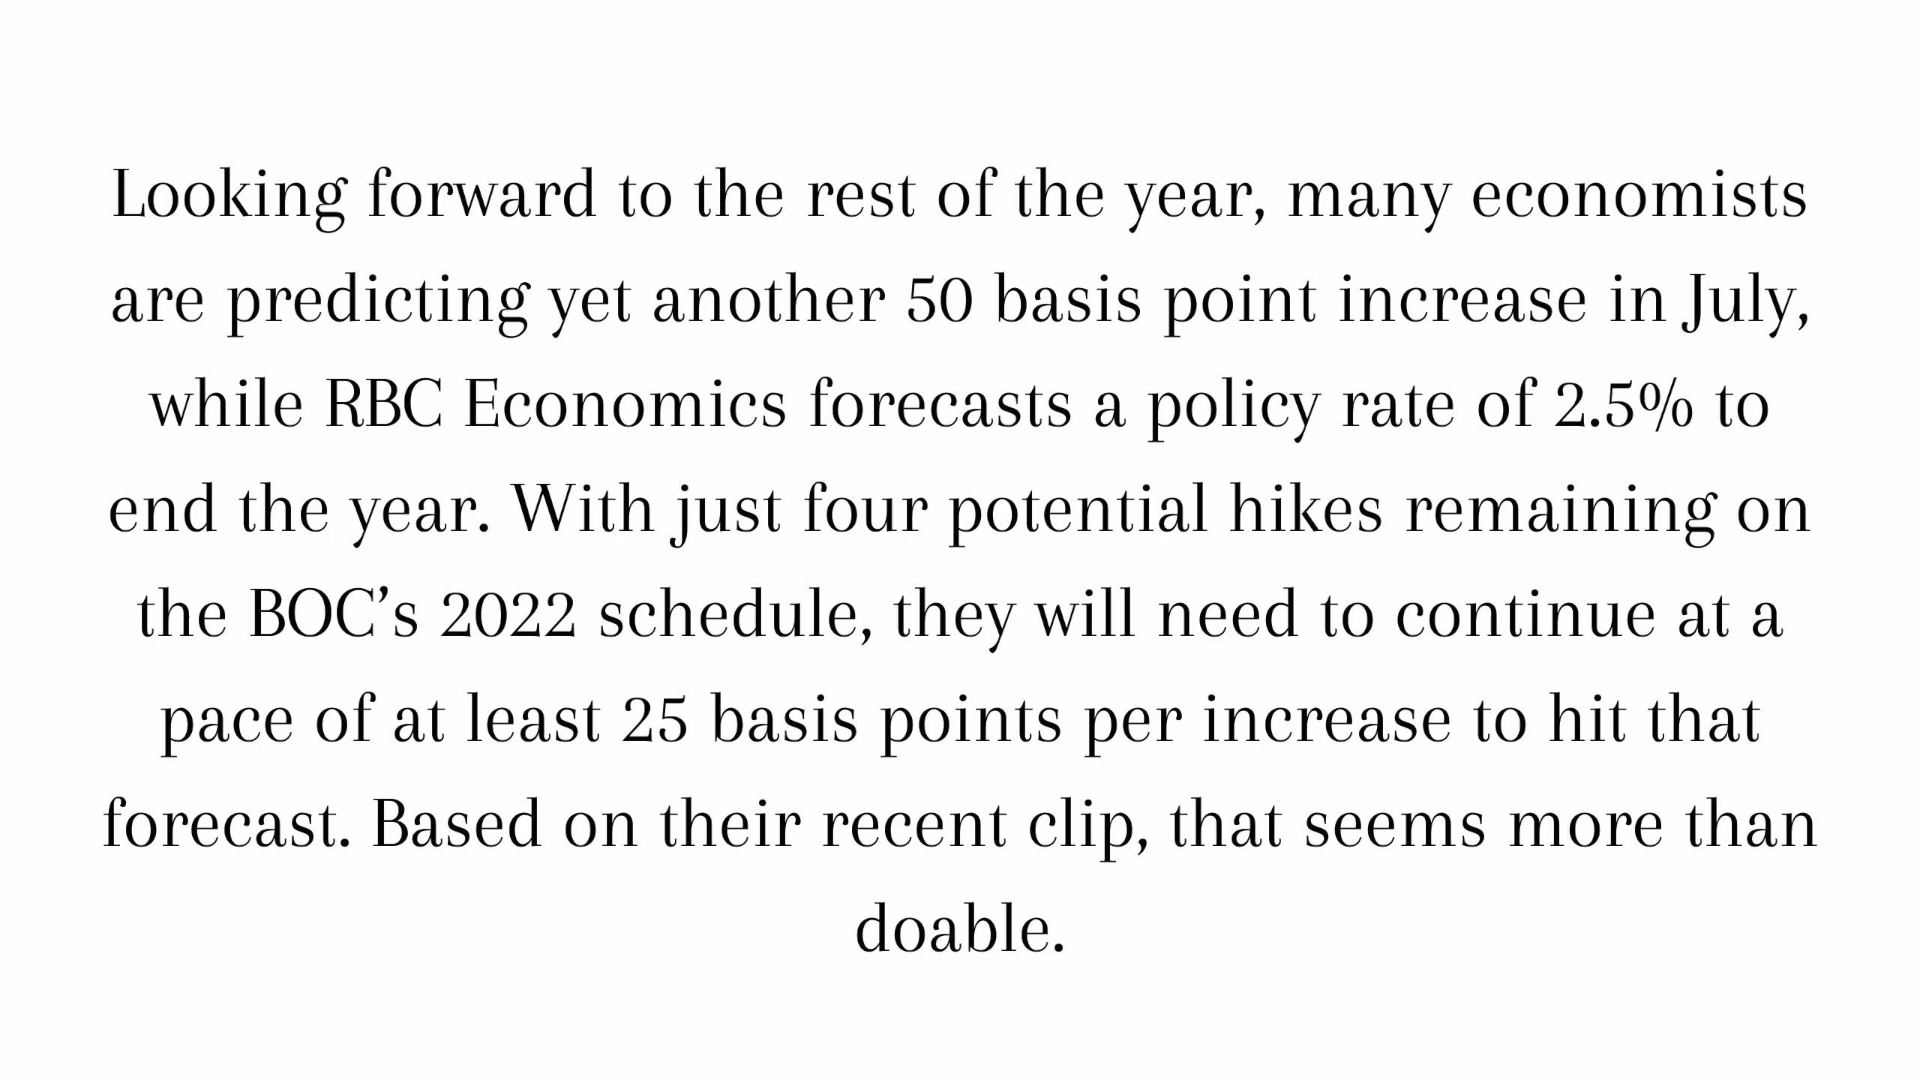 Looking forward to the rest of the year, many economists
are predicting yet another 50 basis point increase in July,
while RBC Economics forecasts a policy rate of 2.5% to
end the year. With just four potential hikes remaining on
the BOC’s 2022 schedule, they will need to continue at a
pace of at least 25 basis points per increase to hit that
forecast. Based on their recent clip, that seems more than
doable.